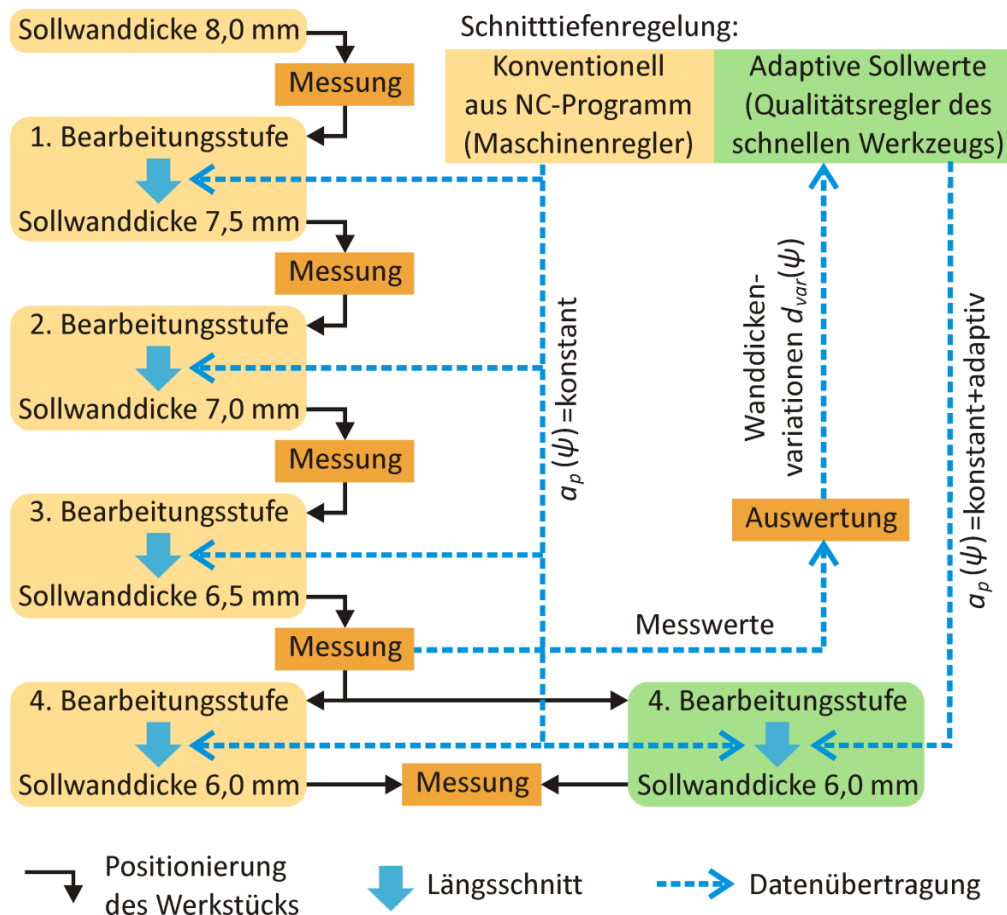 Sollwanddicke 8,0 mm
Messung
1. Bearbeitungsstufe
Sollwanddicke 7,5 mm
Messung
2. Bearbeitungsstufe
Sollwanddicke 7,0 mm
Messung
3. Bearbeitungsstufe
Sollwanddicke 6,5 mm
Messung
4. Bearbeitungsstufe
Sollwanddicke 6,0 mm
Messung
Schnitttiefenregelung:
Konventionell
aus NC-Programm
(Maschinenregler)
Adaptive Sollwerte
(Qualitätsregler des
schnellen Werkzeugs)
a_p(ψ)=konstant
Wanddicken-
variationen d_var(ψ)
a_p(ψ)=konstant+adaptiv
Auswertung
Messwerte
4. Bearbeitungsstufe
Sollwanddicke 6,0 mm
Positionierung
des Werkstücks
Längsschnitt
Datenübertragung